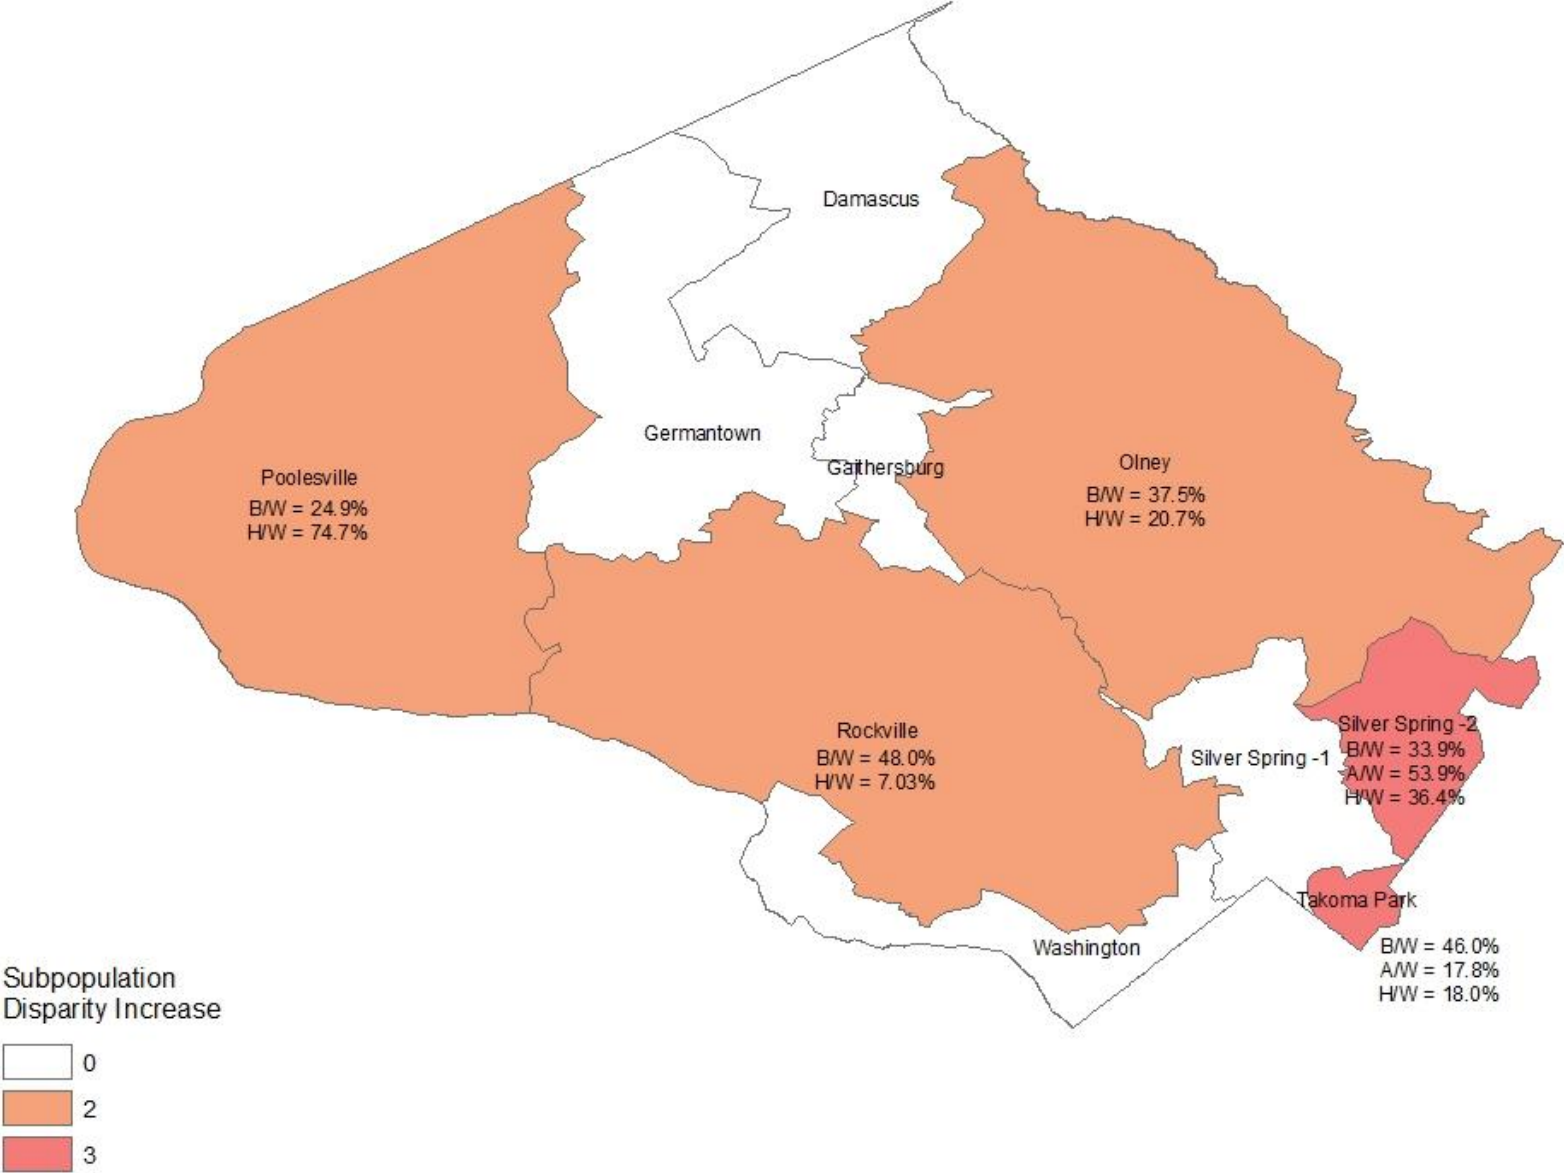 Damascus
Germantown
Gaithersburg
Poolesville
B/W = 24.9%
H/W = 74.7%
Olney
B/W = 37.5%
H/W = 20.7%
Rockville
B/W = 48.0%
H/W = 7.03%
Silver Spring -1
Silver Spring -2
B/W = 33.9%
A/W = 53.9%
H/W = 36.4%
Takoma Park
B/W = 46.0%
A/W = 17.8%
H/W = 18.0%
Washington
Subpopulation
Disparity Increase
0
2
3